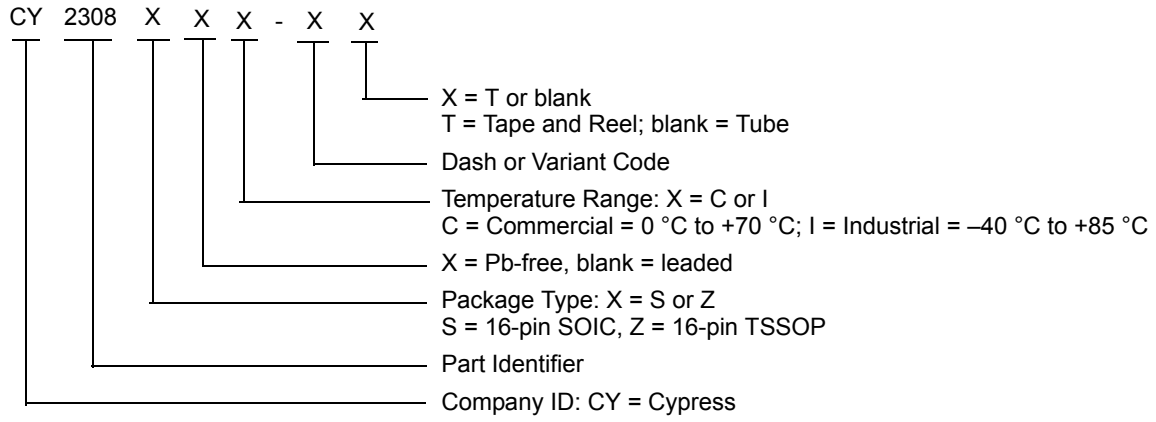 CY 2308 X X X - X X
X = T or blank
T = Tape and Reel; blank = Tube
Dash or Variant Code
Temperature Range: X = C or I
C = Commercial = 0 °C to +70 °C; I = Industrial = –40 °C to +85 °C
X = Pb-free, blank = leaded
Package Type: X = S or Z
S = 16-pin SOIC, Z = 16-pin TSSOP
Part Identifier
Company ID: CY = Cypress